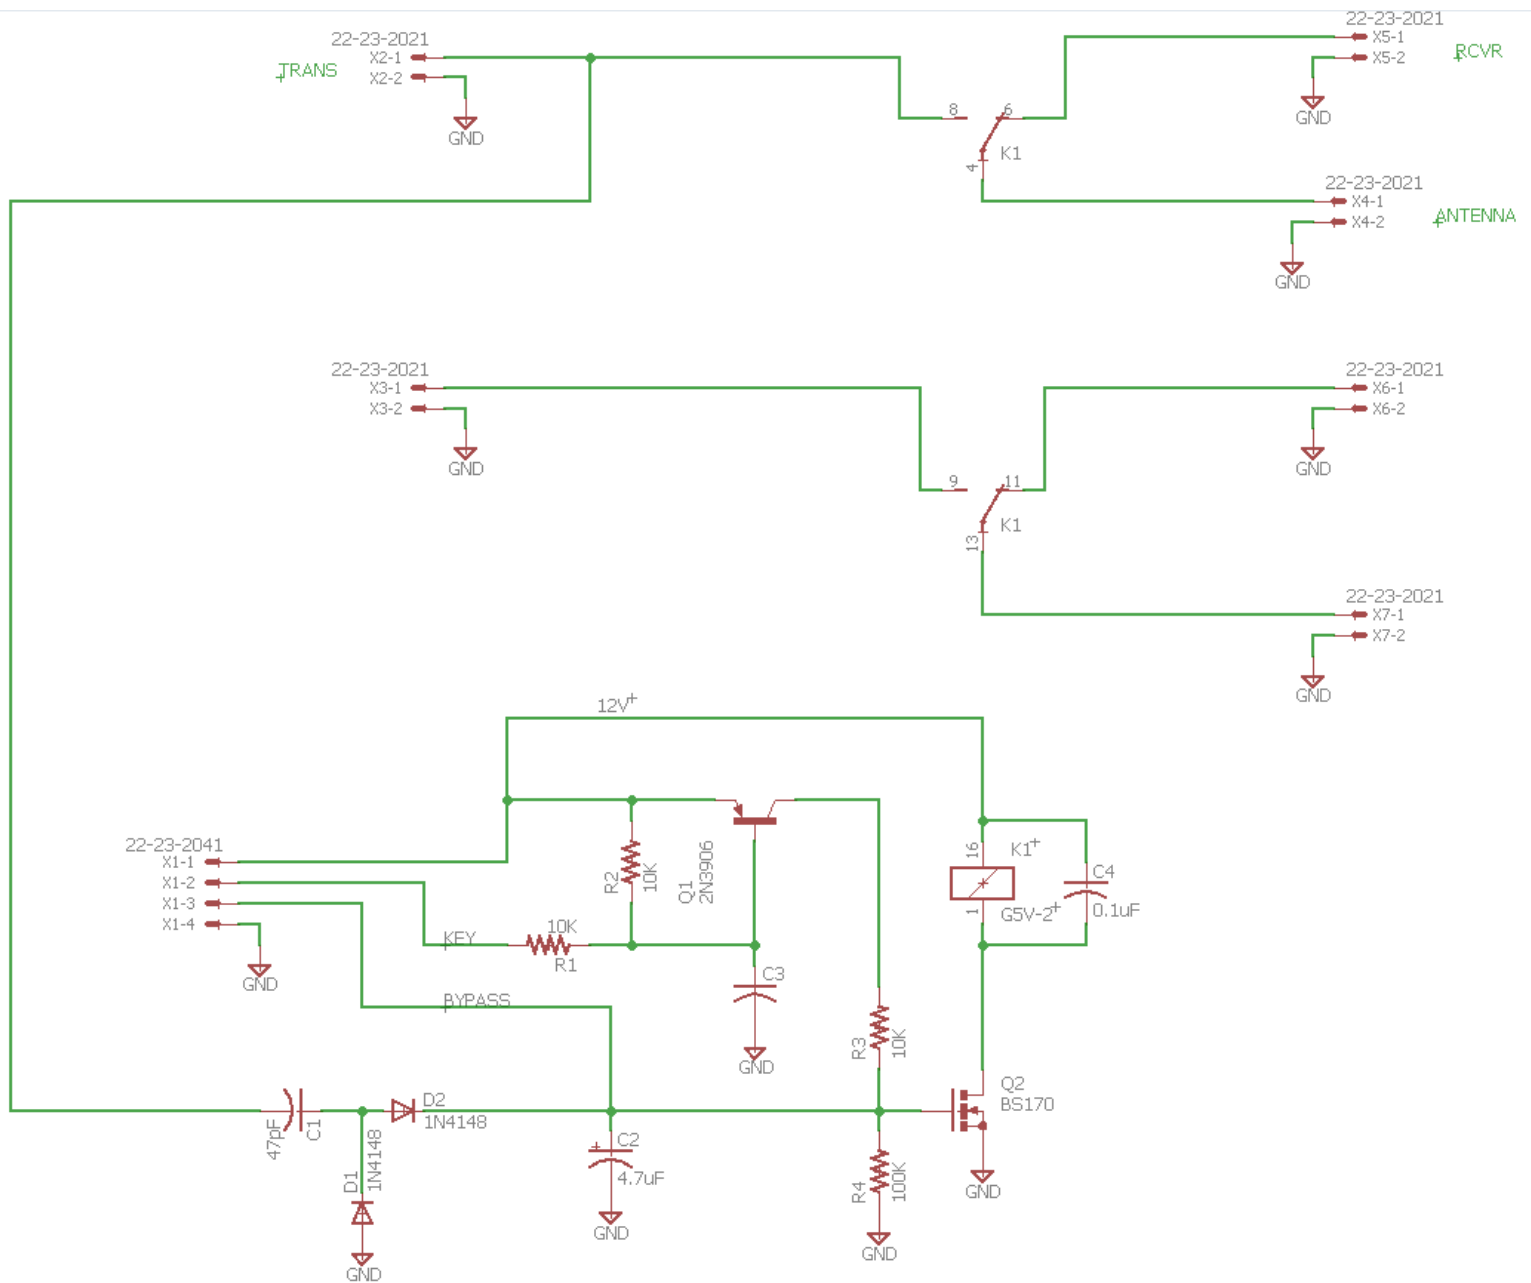 22-23-2021
X2-1
X2-2
TRANS
GND
8
6
4
K1
22-23-2021
X5-1
X5-2
RCVR
GND
22-23-2021
X4-1
X4-2
ANTENNA
GND
22-23-2021
X3-1
X3-2
GND
9
11
13
K1
22-23-2021
X6-1
X6-2
GND
22-23-2021
X7-1
X7-2
GND
12V
22-23-2041
X1-1
X1-2
X1-3
X1-4
GND
KEY
BYPASS
R2
10K
Q1
2N3906
10K
R1
C3
GND
16
K1
1
G5V-2
C4
0.1uF
R3
10K
Q2
BS170
GND
47pF
C1
D2
1N4148
D1
1N4148
GND
C2
4.7uF
GND
R4
100K
GND